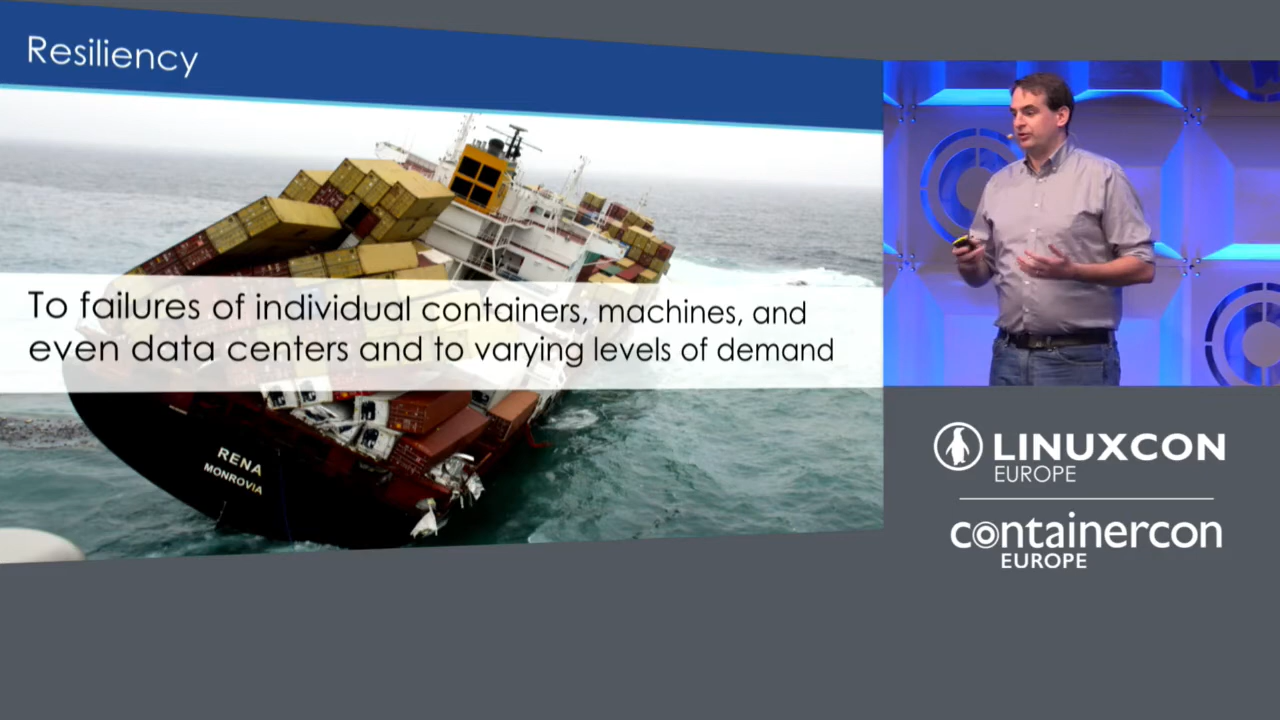 Resiliency
To failures of individual containers, machines, and
even data centers and to varying levels of demand
RENA
MONROVIA
LINUXCON
EUROPE
containercon
EUROPE